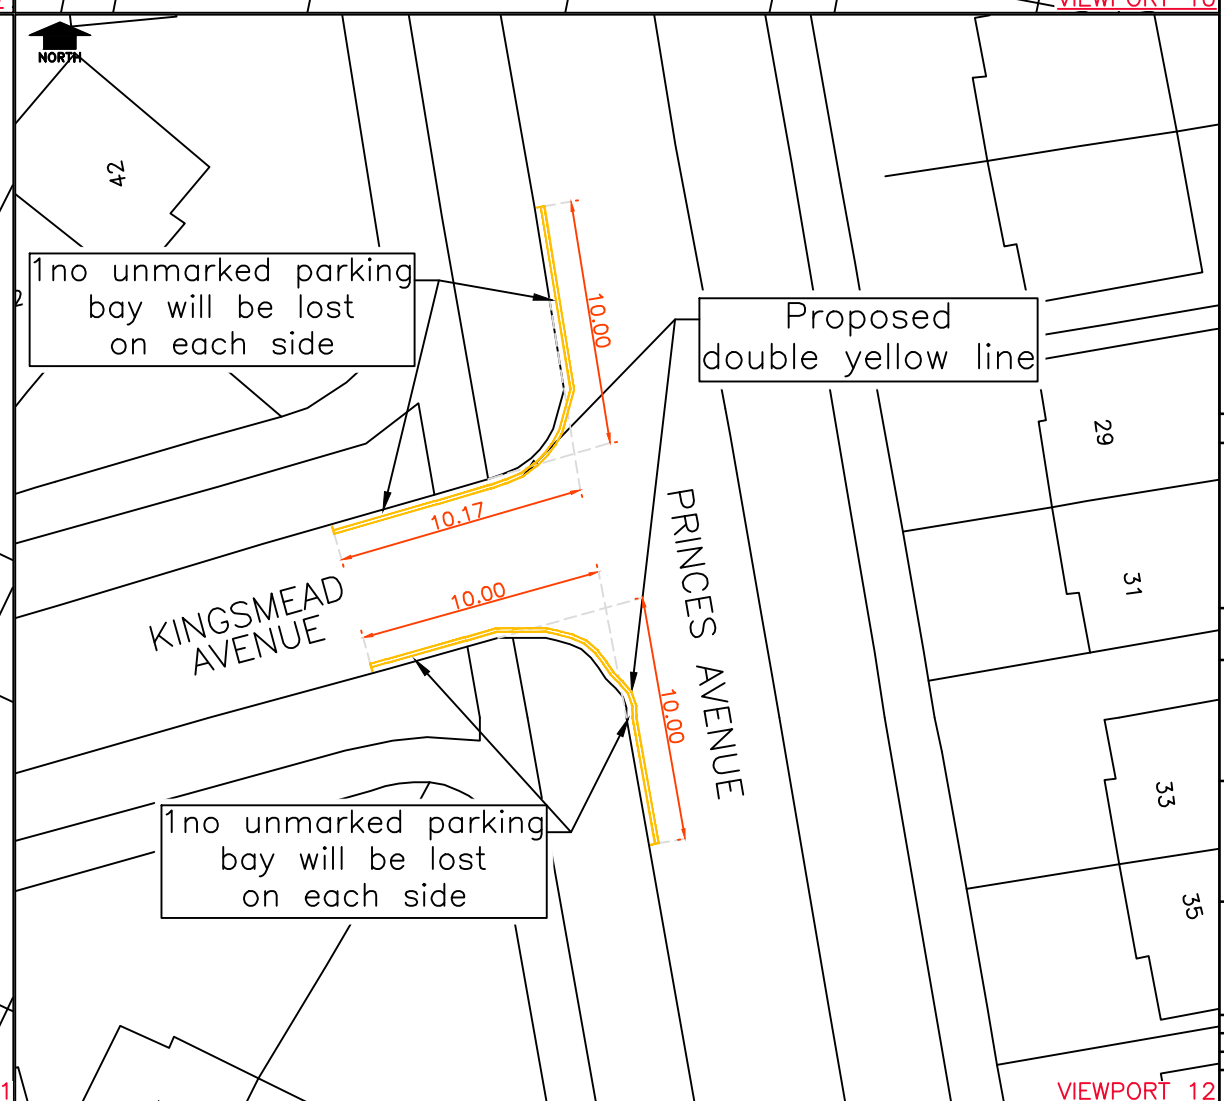 VIEWPORT 10
NORTH
42
1no unmarked parking
bay will be lost
on each side
10.00
Proposed
double yellow line
29
10.17
PRINCES AVENUE
31
10.00
KINGSMEAD
AVENUE
10.00
33
1no unmarked parking
bay will be lost
on each side
35
VIEWPORT 12